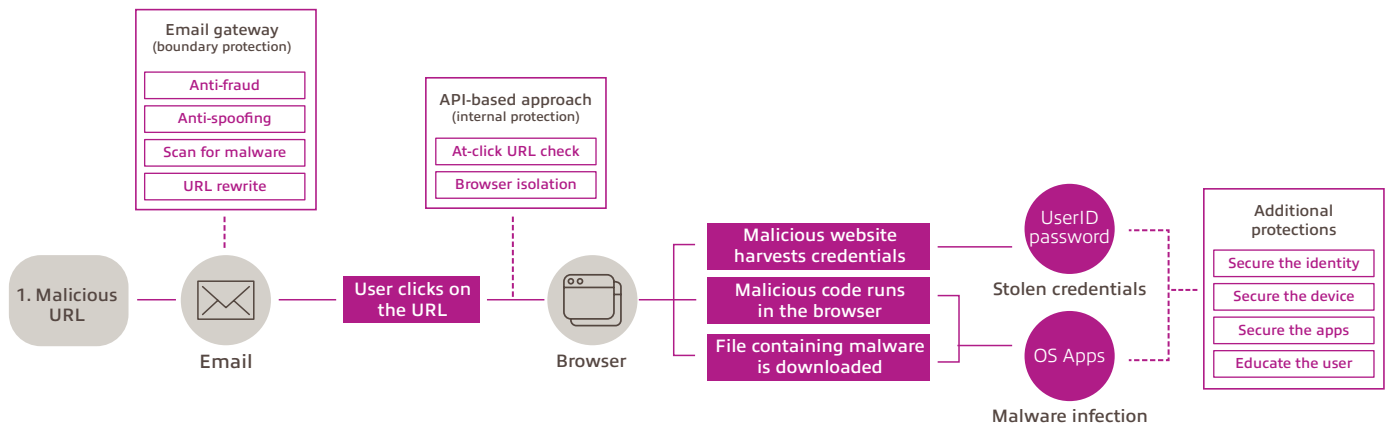 Email gateway
(boundary protection)
Anti-fraud
Anti-spoofing
Scan for malware
URL rewrite
API-based approach
(internal protection)
At-click URL check
Browser isolation
1. Malicious
URL
Email
User clicks on
the URL
Browser
Malicious website
harvests credentials
Malicious code runs
in the browser
File containing malware
is downloaded
UserID
password
Stolen credentials
OS Apps
Malware infection
Additional
protections
Secure the identity
Secure the device
Secure the apps
Educate the user